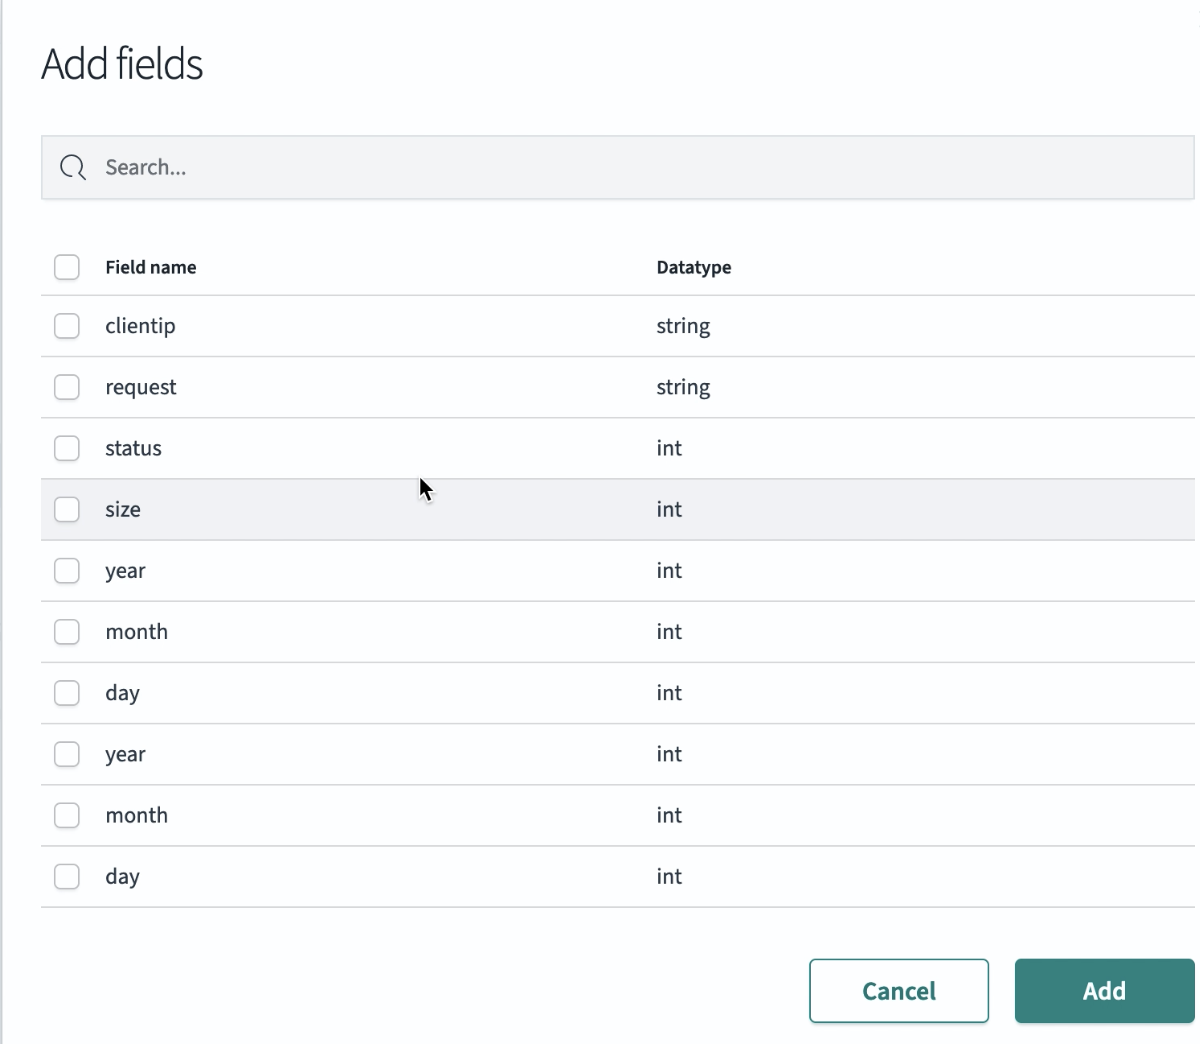 Add fields
Search...
Field name Datatype
clientip string
request string
status int
size int
year int
month int
day int
year int
month int
day int
Cancel Add